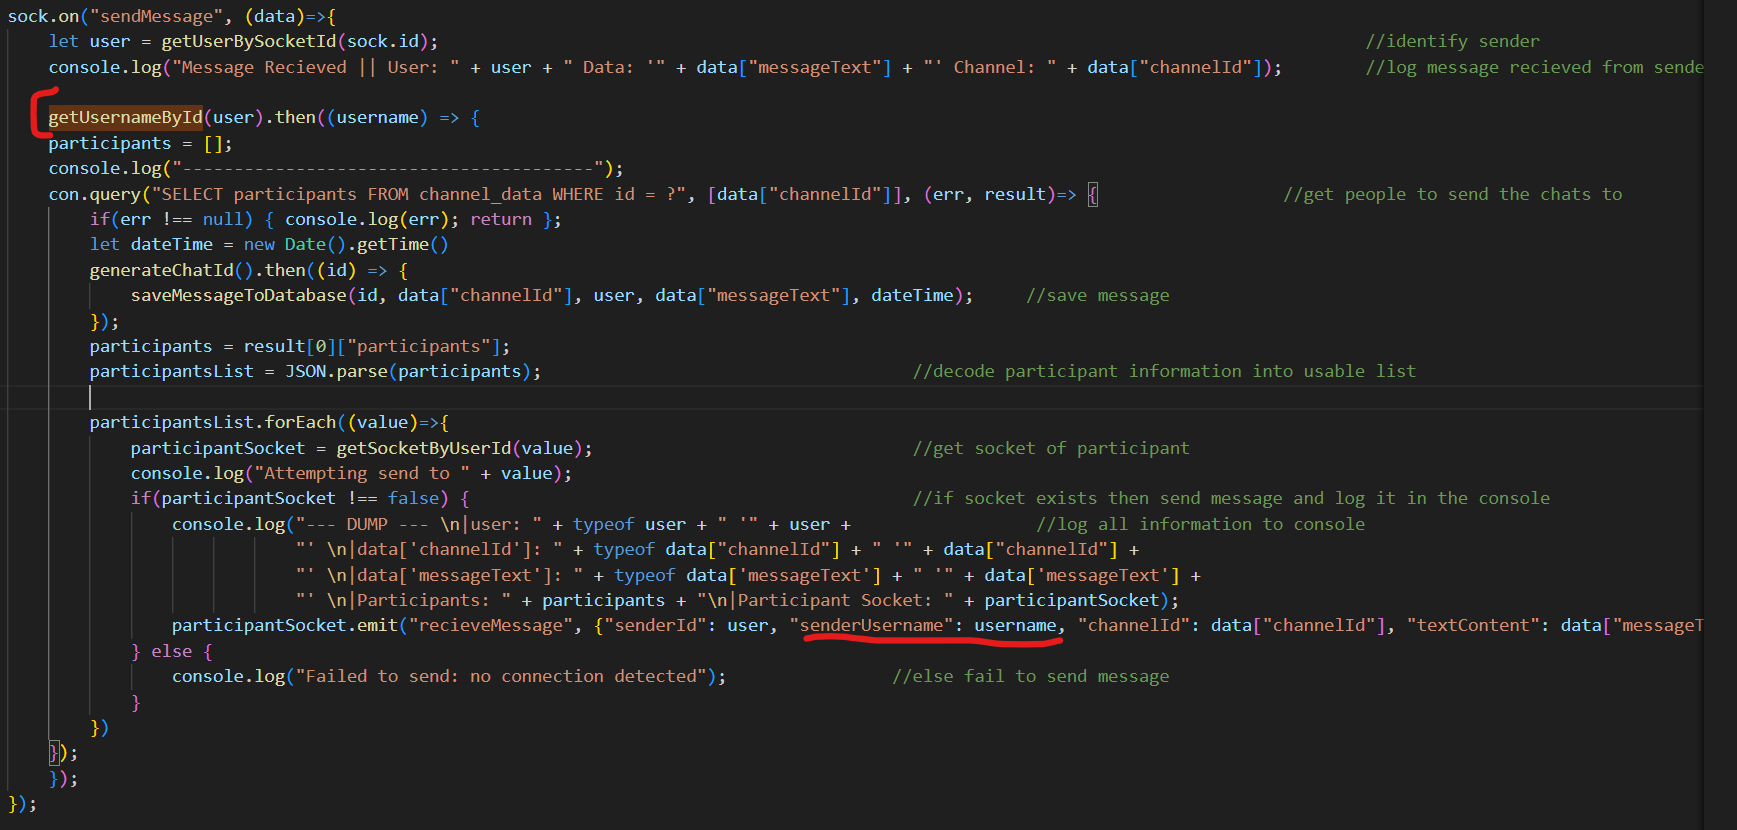 sock.on("sendMessage", (data)=>{
let user = getUserBySocketId(sock.id); //identify sender
console.log("Message Recieved || User: " + user + " Data: '" + data["messageText"] + "' Channel: " + data["channelId"]); //log message recieved from sende
getUsernameById(user).then((username) => {
participants = [];
console.log("----------------------------------------");
con.query("SELECT participants FROM channel_data WHERE id = ?", [data["channelId"]], (err, result)=> { //get people to send the chats to
if(err !== null) { console.log(err); return };
let dateTime = new Date().getTime()
generateChatId().then((id) => {
saveMessageToDatabase(id, data["channelId"], user, data["messageText"], dateTime); //save message
});
participants = result[0]["participants"];
participantsList = JSON.parse(participants); //decode participant information into usable list
participantsList.forEach((value)=>{
participantSocket = getSocketByUserId(value); //get socket of participant
console.log("Attempting send to " + value);
if(participantSocket !== false) { //if socket exists then send message and log it in the console
console.log("--- DUMP --- \n|user: " + typeof user + " '" + user + //log all information to console
"' \n|data['channelId']: " + typeof data["channelId"] + " '" + data["channelId"] +
"' \n|data['messageText']: " + typeof data['messageText'] + " '" + data['messageText'] +
"' \n|Participants: " + participants + "\n|Participant Socket: " + participantSocket);
participantSocket.emit("recieveMessage", {"senderId": user, "senderUsername": username, "channelId": data["channelId"], "textContent": data["messageT
} else {
console.log("Failed to send: no connection detected"); //else fail to send message
}
})
});
});
});